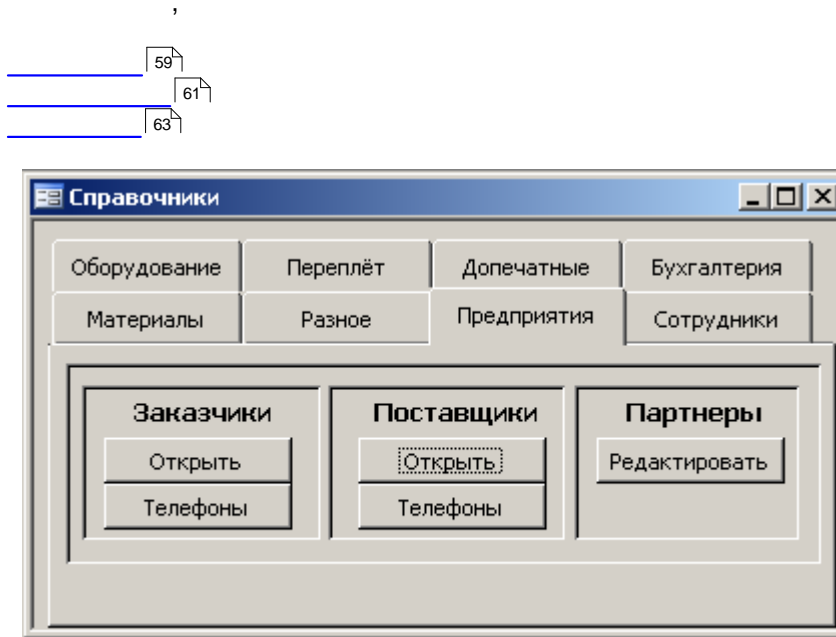 ,
59
61
63
Справочники
Оборудование Переплёт Допечатные Бухгалтерия
Материалы Разное Предприятия Сотрудники
Заказчики Поставщики Партнеры
Открыть Открыть Редактировать
Телефоны Телефоны